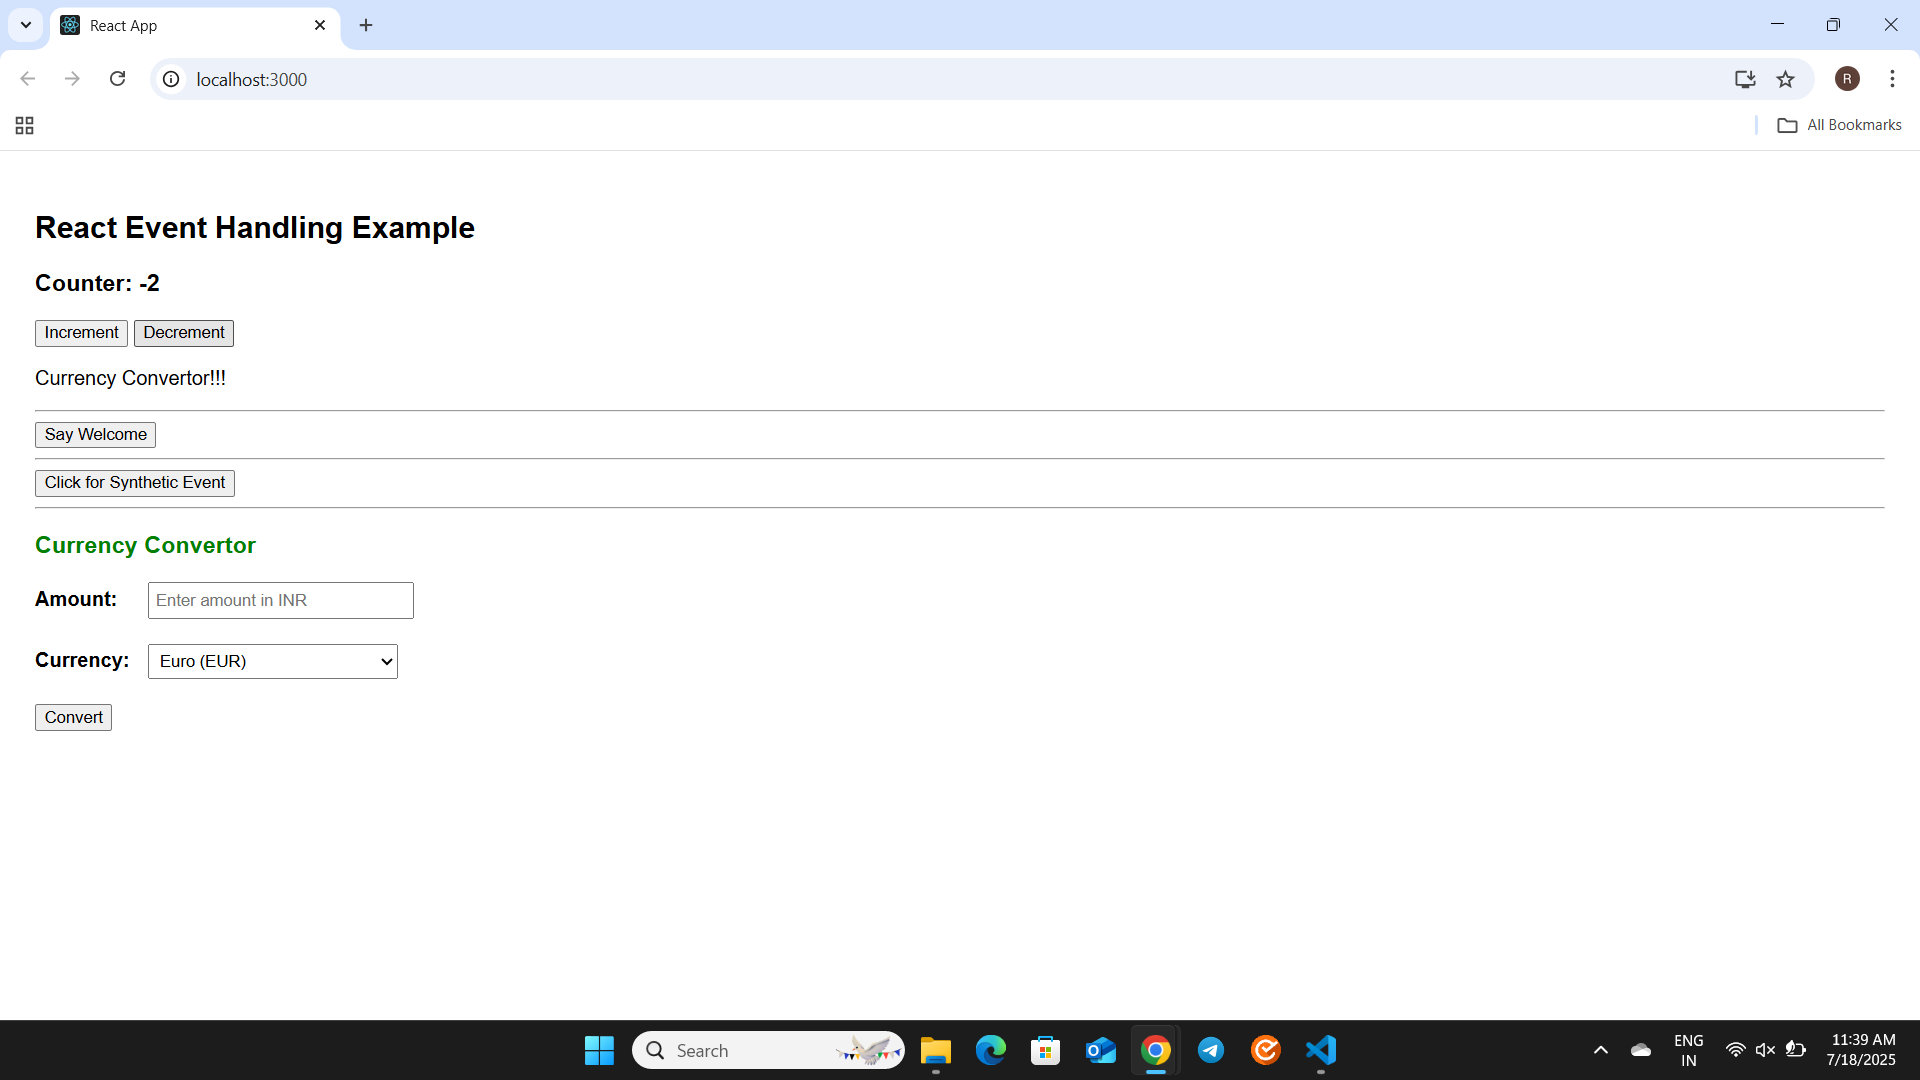 React App
localhost:3000
R
All Bookmarks
React Event Handling Example
Counter: -2
Increment Decrement
Currency Convertor!!!
Say Welcome
Click for Synthetic Event
Currency Convertor
Amount: Enter amount in INR
Currency: Euro (EUR)
Convert
Search
ENG
IN
11:39 AM
7/18/2025